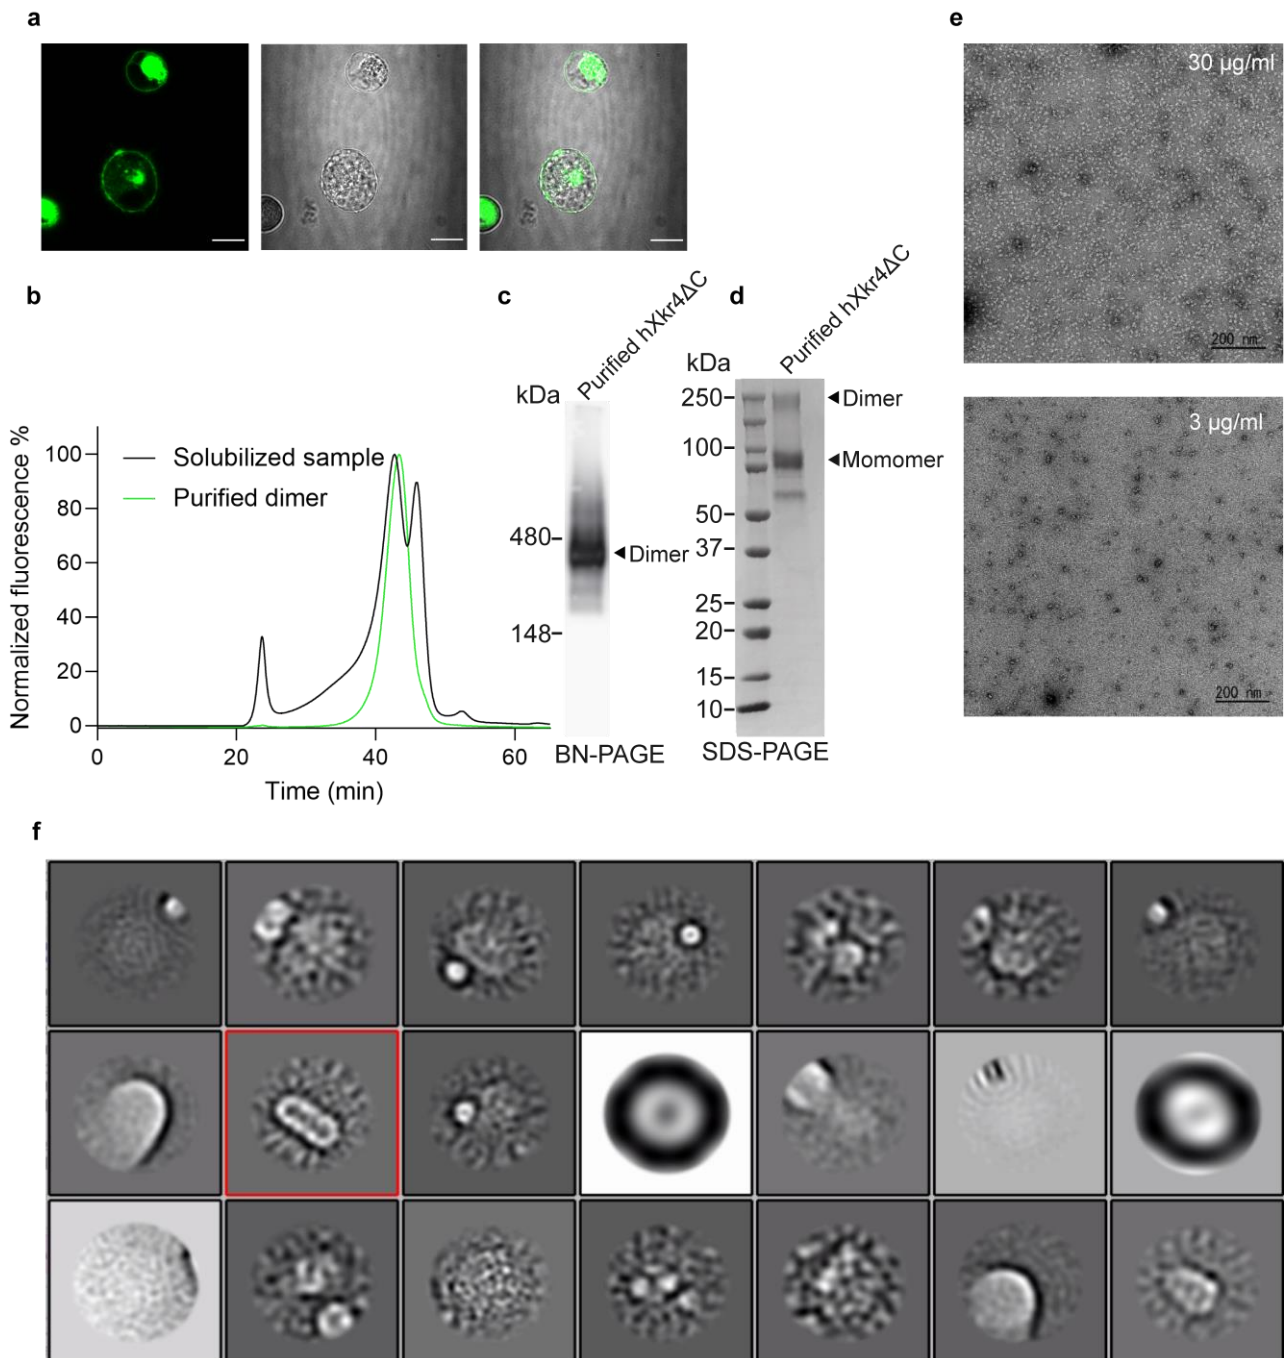 a
e
30 µg/ml
200 nm
b
Normalized fluorescence %
100
80
60
40
20
0
Solubilized sample
Purified dimer
0
20
40
60
Time (min)
c
Purified hXkr4ΔC
kDa
480
148
Dimer
BN-PAGE
d
Purified hXkr4ΔC
kDa
250
100
50
37
25
20
15
10
Dimer
Momomer
SDS-PAGE
3 µg/ml
200 nm
f